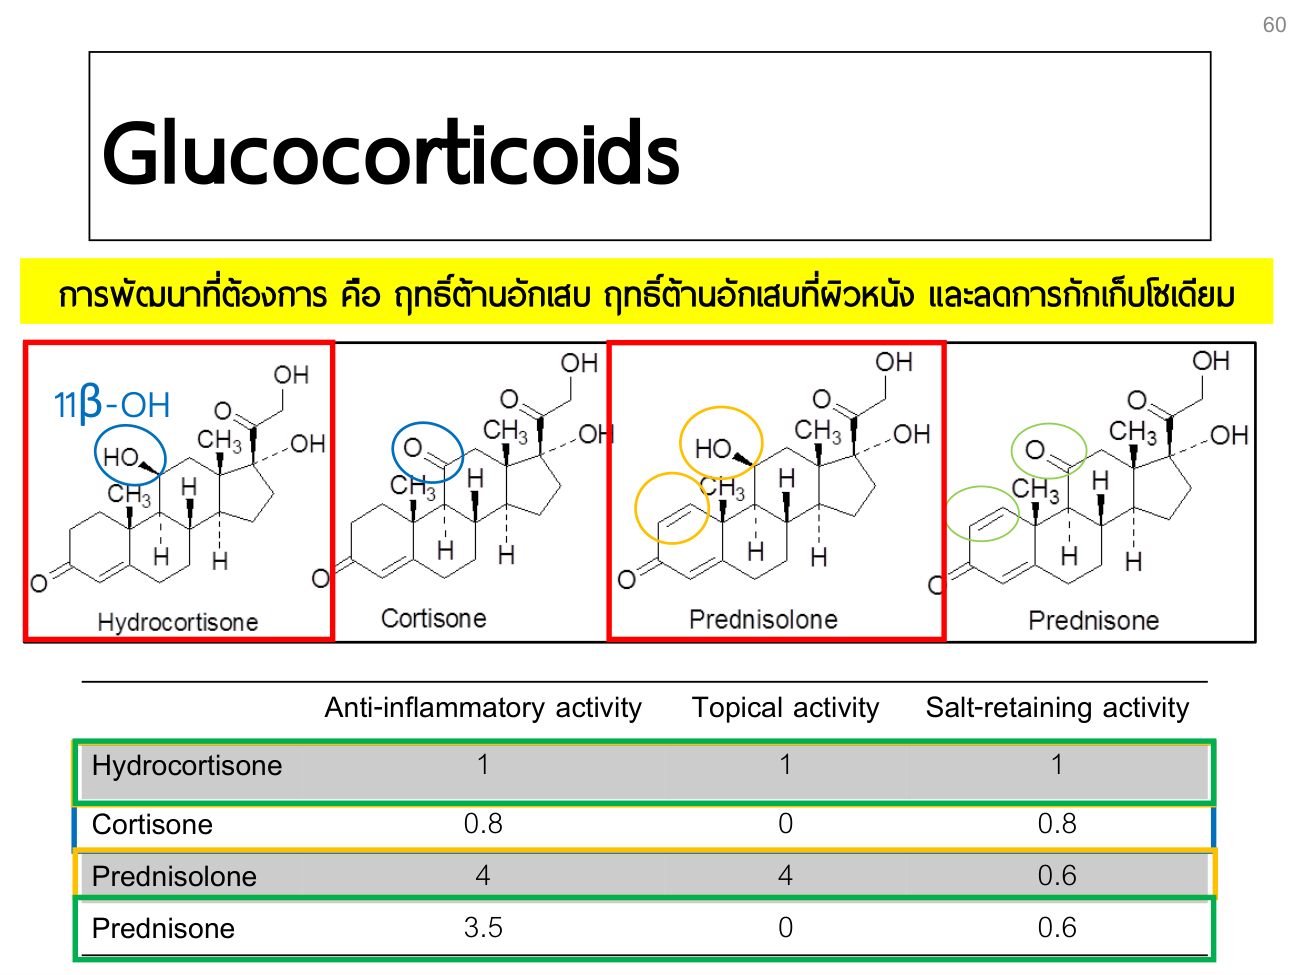 60
Glucocorticoids
การพัฒนาที่ต้องการ คือ ฤทธิ์ต้านอักเสบ ฤทธิ์ต้านอักเสบที่ผิวหนัง และลดการกักเก็บโซเดียม
11β-OH
OH
O
CH3
OH
HO
CH3
H
H
H
O
Hydrocortisone
OH
O
CH3
OH
O
CH3
H
H
H
O
Cortisone
OH
O
CH3
OH
HO
CH3
H
H
H
O
Prednisolone
OH
O
CH3
OH
O
CH3
H
H
H
O
Prednisone
Anti-inflammatory activity Topical activity Salt-retaining activity
Hydrocortisone 1 1 1
Cortisone 0.8 0 0.8
Prednisolone 4 4 0.6
Prednisone 3.5 0 0.6